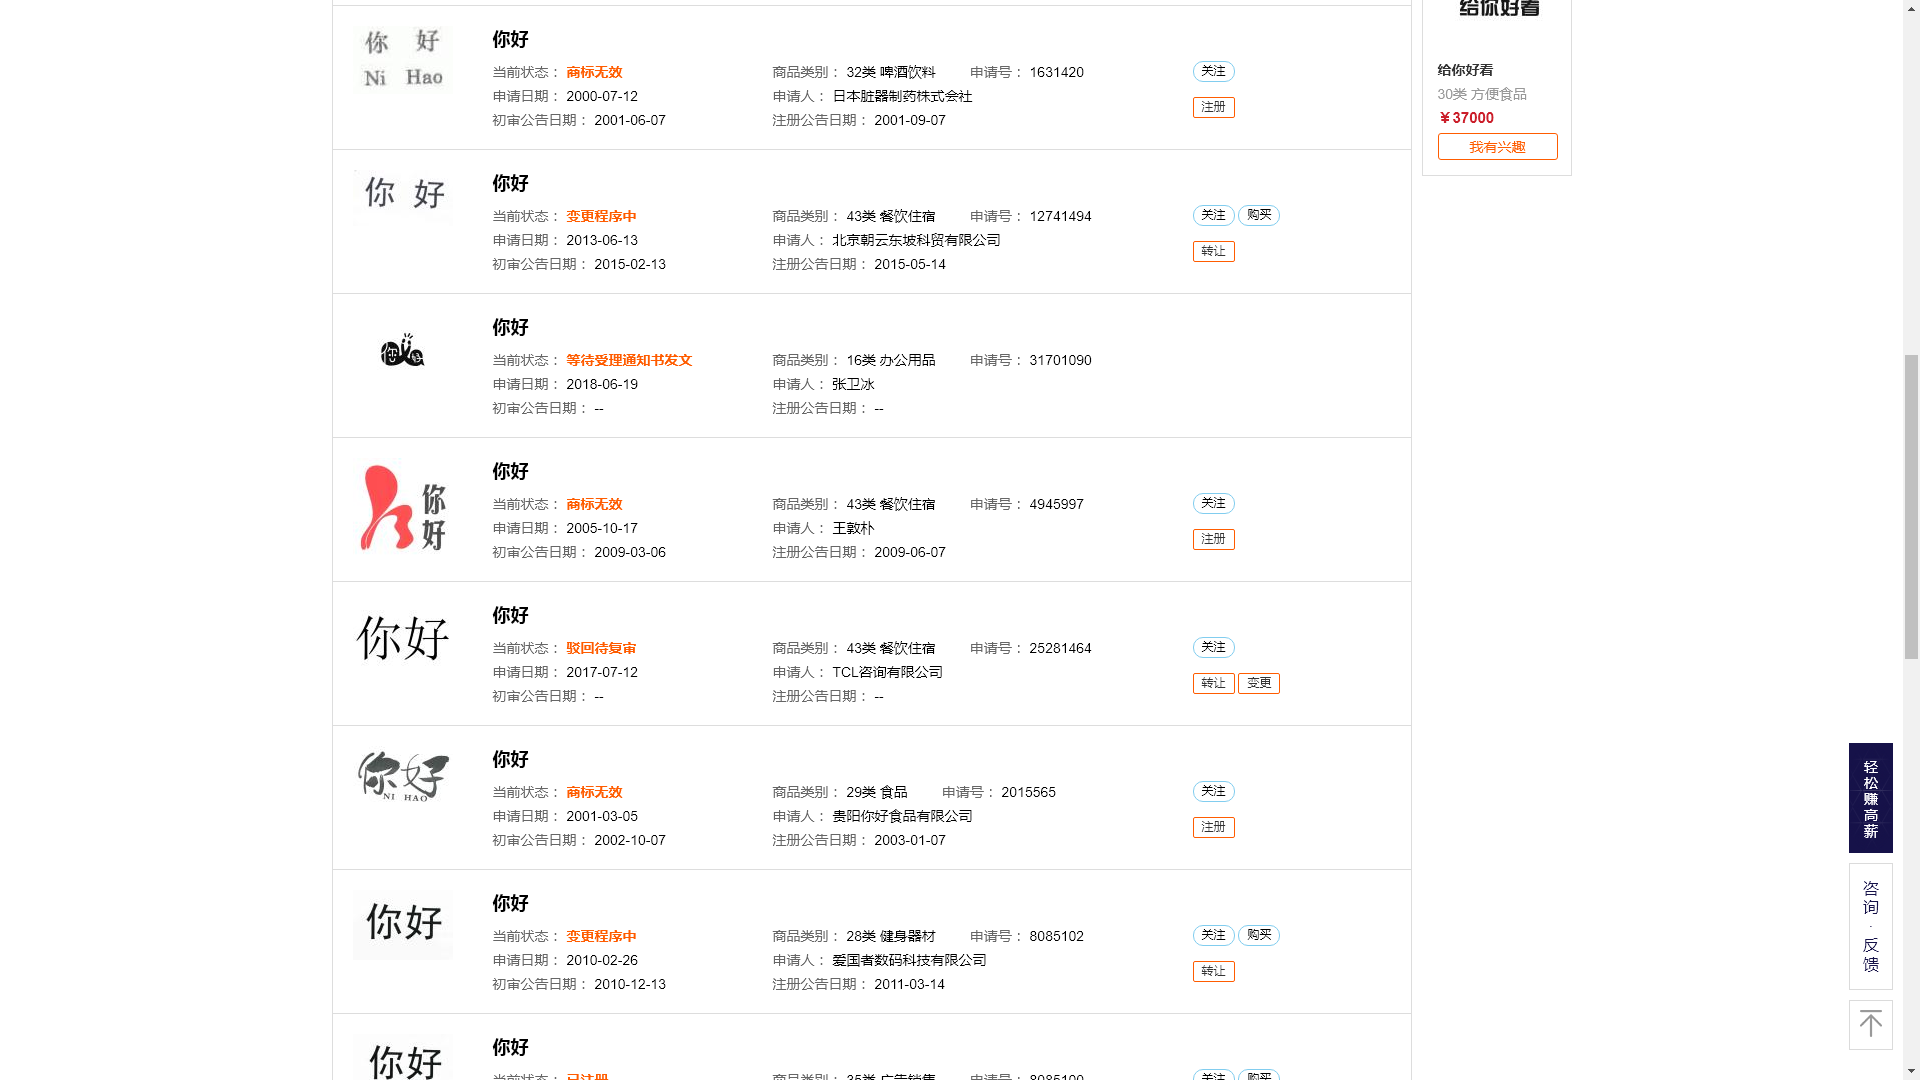 给你好看
你 好
Ni Hao
你好
当前状态： 商标无效 商品类别： 32类 啤酒饮料 申请号： 1631420 关注
申请日期： 2000-07-12 申请人： 日本脏器制药株式会社 注册
初审公告日期： 2001-06-07 注册公告日期： 2001-09-07
给你好看
30类 方便食品
￥37000
我有兴趣
你 好
你好
当前状态： 变更程序中 商品类别： 43类 餐饮住宿 申请号： 12741494 关注 购买
申请日期： 2013-06-13 申请人： 北京朝云东坡科贸有限公司 转让
初审公告日期： 2015-02-13 注册公告日期： 2015-05-14
你好
当前状态： 等待受理通知书发文 商品类别： 16类 办公用品 申请号： 31701090
申请日期： 2018-06-19 申请人： 张卫冰
初审公告日期： -- 注册公告日期： --
你好
你好
当前状态： 商标无效 商品类别： 43类 餐饮住宿 申请号： 4945997 关注
申请日期： 2005-10-17 申请人： 王敦朴 注册
初审公告日期： 2009-03-06 注册公告日期： 2009-06-07
你好
你好
当前状态： 驳回待复审 商品类别： 43类 餐饮住宿 申请号： 25281464 关注
申请日期： 2017-07-12 申请人： TCL咨询有限公司 转让 变更
初审公告日期： -- 注册公告日期： --
你好
NI HAO
你好
当前状态： 商标无效 商品类别： 29类 食品 申请号： 2015565 关注
申请日期： 2001-03-05 申请人： 贵阳你好食品有限公司 注册
初审公告日期： 2002-10-07 注册公告日期： 2003-01-07
你好
你好
当前状态： 变更程序中 商品类别： 28类 健身器材 申请号： 8085102 关注 购买
申请日期： 2010-02-26 申请人： 爱国者数码科技有限公司 转让
初审公告日期： 2010-12-13 注册公告日期： 2011-03-14
你好
你好
当前状态： 已注册 商品类别： 35类 广告销售 申请号： 8085100 关注 购买
轻松赚高薪
咨询·反馈